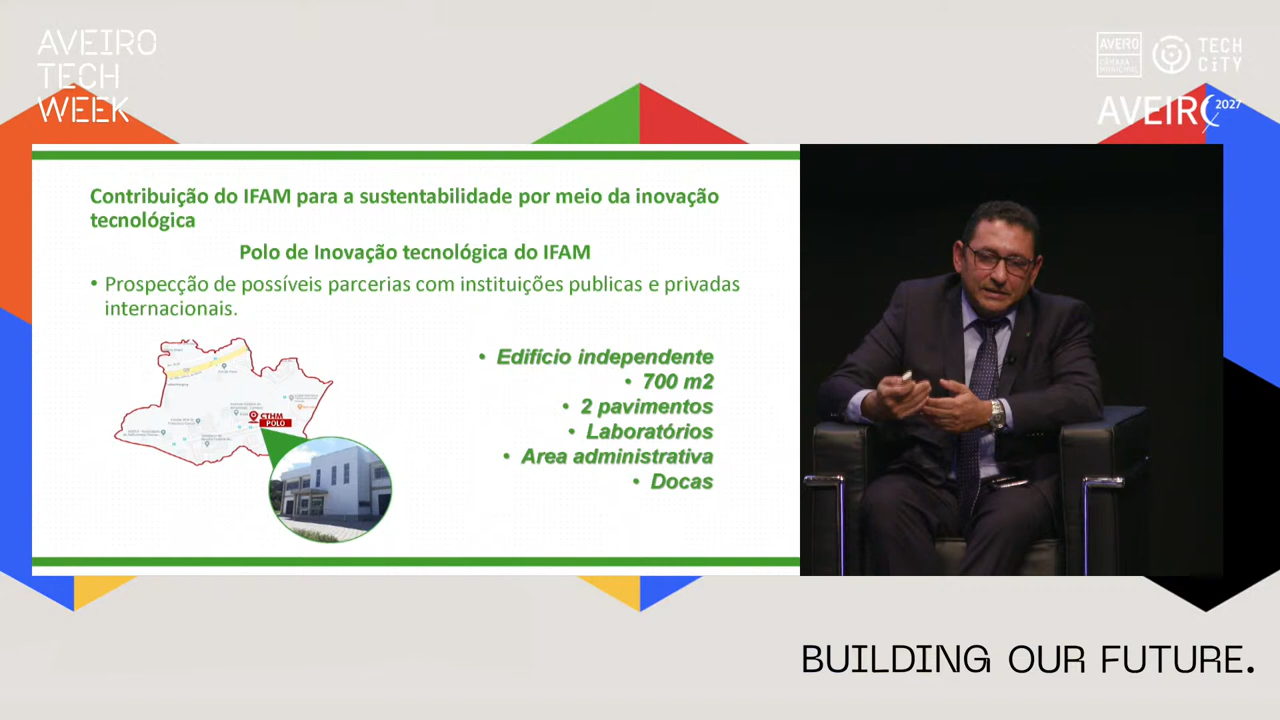 AVEIRO
TECH
WEEK
AVEIRO
CÂMARA
MUNICIPAL
TECH
CiTY
AVEIRO 2027
Contribuição do IFAM para a sustentabilidade por meio da inovação
tecnológica
Polo de Inovação tecnológica do IFAM
• Prospecção de possíveis parcerias com instituições publicas e privadas
internacionais.
• Edifício independente
• 700 m2
• 2 pavimentos
• Laboratórios
• Area administrativa
• Docas
CTHM
POLO
BUILDING OUR FUTURE.